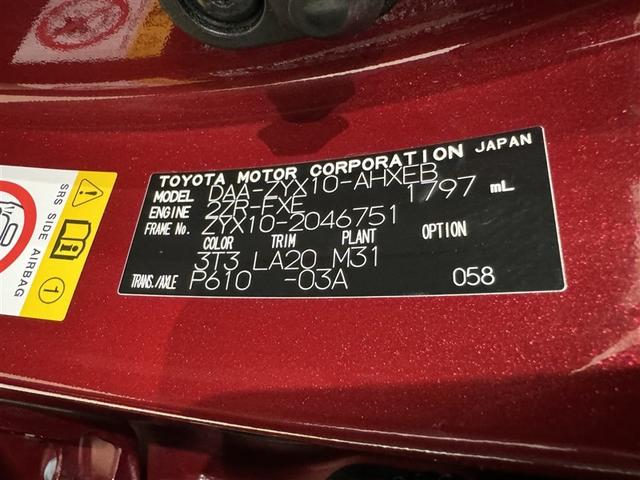 TOYOTA MOTOR CORPORATION JAPAN
MODEL DAA-ZYX10-AHXEB
ENGINE 2ZR-FXE 1797 mL
FRAME No. ZYX10-2046751
COLOR TRIM PLANT OPTION
3T3 LA20 M31
TRANS./AXLE P610 -03A 058
SRS SIDE AIRBAG
1